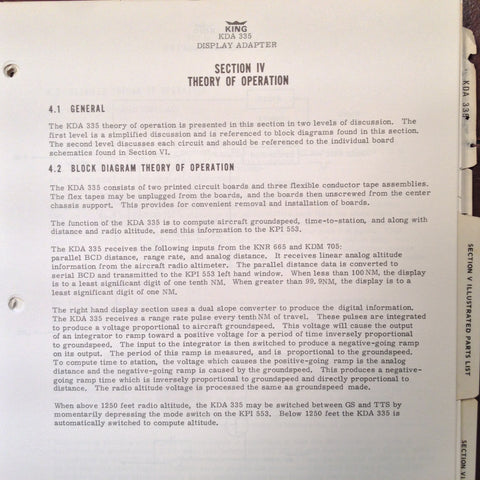 KING
KDA 335
DISPLAY ADAPTER
SECTION IV
THEORY OF OPERATION
4.1 GENERAL
The KDA 335 theory of operation is presented in this section in two levels of discussion. The
first level is a simplified discussion and is referenced to block diagrams found in this section.
The second level discusses each circuit and should be referenced to the individual board
schematics found in Section VI.
4.2 BLOCK DIAGRAM THEORY OF OPERATION
The KDA 335 consists of two printed circuit boards and three flexible conductor tape assemblies.
The flex tapes may be unplugged from the boards, and the boards then unscrewed from the center
chassis support. This provides for convenient removal and installation of boards.
The function of the KDA 335 is to compute aircraft groundspeed, time-to-station, and along with
distance and radio altitude, send this information to the KPI 553.
The KDA 335 receives the following inputs from the KNR 665 and KDM 705:
parallel BCD distance, range rate, and analog distance. It receives linear analog altitude
information from the aircraft radio altimeter. The parallel distance data is converted to
serial BCD and transmitted to the KPI 553 left hand window. When less than 100 NM, the display
is to a least significant digit of one tenth NM. When greater than 99.9NM, the display is to a
least significant digit of one NM.
The right hand display section uses a dual slope converter to produce the digital information.
The KDA 335 receives a range rate pulse every tenth NM of travel. These pulses are integrated
to produce a voltage proportional to aircraft groundspeed. This voltage will cause the output
of an integrator to ramp toward a positive voltage for a period of time inversely proportional
to groundspeed. The input to the integrator is then switched to produce a negative-going ramp
on its output. The period of this ramp is measured, and is proportional to the groundspeed.
To compute time to station, the voltage which causes the positive-going ramp is the analog
distance and the negative-going ramp is caused by the groundspeed. This produces a negative-
going ramp time which is inversely proportional to groundspeed and directly proportional to
distance. The radio altitude voltage is processed the same as groundspeed made.
When above 1250 feet radio altitude, the KDA 335 may be switched between GS and TTS by
momentarily depressing the mode switch on the KPI 553. Below 1250 feet the KDA 335 is
automatically switched to compute altitude.
KDA 335
SECTION V ILLUSTRATED PARTS LIST
SECTION VI